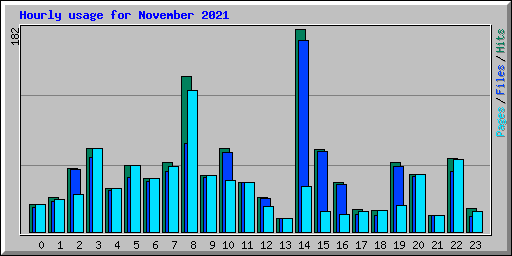 Hourly usage for November 2021
182
Pages / Files / Hits
0 1 2 3 4 5 6 7 8 9 10 11 12 13 14 15 16 17 18 19 20 21 22 23